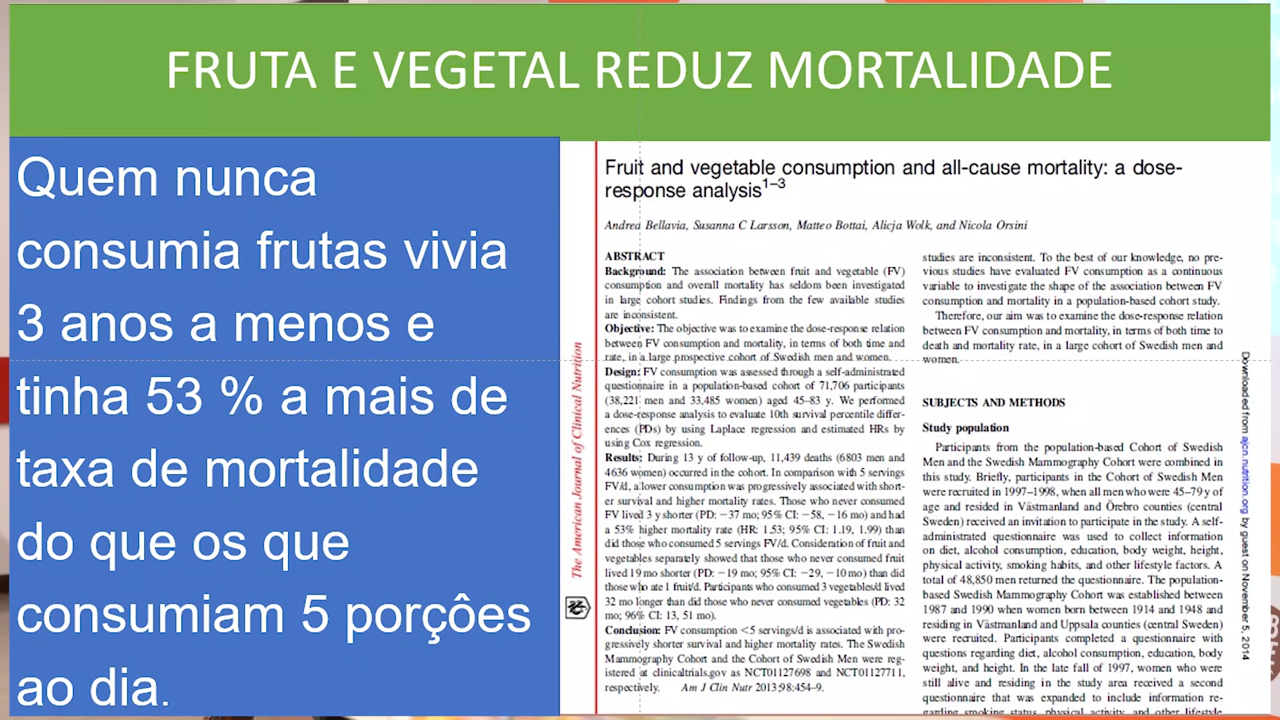 FRUTA E VEGETAL REDUZ MORTALIDADE
Quem nunca
consumia frutas vivia
3 anos a menos e
tinha 53 % a mais de
taxa de mortalidade
do que os que
consumiam 5 porçôes
ao dia.
Fruit and vegetable consumption and all-cause mortality: a dose-
response analysis1–3
Andrea Bellavia, Susanna C Larsson, Matteo Bottai, Alicja Wolk, and Nicola Orsini
ABSTRACT
Background: The association between fruit and vegetable (FV)
consumption and overall mortality has seldom been investigated
in large cohort studies. Findings from the few available studies
are inconsistent.
Objective: The objective was to examine the dose-response relation
between FV consumption and mortality, in terms of both time and
rate, in a large prospective cohort of Swedish men and women.
Design: FV consumption was assessed through a self-administrated
questionnaire in a population-based cohort of 71,706 participants
(38,221 men and 33,485 women) aged 45–83 y. We performed
a dose-response analysis to evaluate 10th survival percentile differ-
ences (PDs) by using Laplace regression and estimated HRs by
using Cox regression.
Results: During 13 y of follow-up, 11,439 deaths (6803 men and
4636 women) occurred in the cohort. In comparison with 5 servings
FV/d, a lower consumption was progressively associated with short-
er survival and higher mortality rates. Those who never consumed
FV lived 3 y shorter (PD: −37 mo; 95% CI: −58, −16 mo) and had
a 53% higher mortality rate (HR: 1.53; 95% CI: 1.19, 1.99) than
did those who consumed 5 servings FV/d. Consideration of fruit and
vegetables separately showed that those who never consumed fruit
lived 19 mo shorter (PD: −19 mo; 95% CI: −29, −10 mo) than did
those who ate 1 fruit/d. Participants who consumed 3 vegetables/d lived
32 mo longer than did those who never consumed vegetables (PD: 32
mo; 96% CI: 13, 51 mo).
Conclusion: FV consumption <5 servings/d is associated with pro-
gressively shorter survival and higher mortality rates. The Swedish
Mammography Cohort and the Cohort of Swedish Men were reg-
istered at clinicaltrials.gov as NCT01127698 and NCT01127711,
respectively. Am J Clin Nutr 2013;98:454–9.
studies are inconsistent. To the best of our knowledge, no pre-
vious studies have evaluated FV consumption as a continuous
variable to investigate the shape of the association between FV
consumption and mortality in a population-based cohort study.
Therefore, our aim was to examine the dose-response relation
between FV consumption and mortality, in terms of both time to
death and mortality rate, in a large cohort of Swedish men and
women.
SUBJECTS AND METHODS
Study population
Participants from the population-based Cohort of Swedish
Men and the Swedish Mammography Cohort were combined in
this study. Briefly, participants in the Cohort of Swedish Men
were recruited in 1997–1998, when all men who were 45–79 y of
age and resided in Västmanland and Örebro counties (central
Sweden) received an invitation to participate in the study. A self-
administrated questionnaire was used to collect information
on diet, alcohol consumption, education, body weight, height,
physical activity, smoking habits, and other lifestyle factors. A
total of 48,850 men returned the questionnaire. The population-
based Swedish Mammography Cohort was established between
1987 and 1990 when women born between 1914 and 1948 and
residing in Västmanland and Uppsala counties (central Sweden)
were recruited. Participants completed a questionnaire with
questions regarding diet, alcohol consumption, education, body
weight, and height. In the late fall of 1997, women who were
still alive and residing in the study area received a second
questionnaire that was expanded to include information re-
garding smoking status, physical activity, and other lifestyle
The American Journal of Clinical Nutrition
Downloaded from ajcn.nutrition.org by guest on November 5, 2014